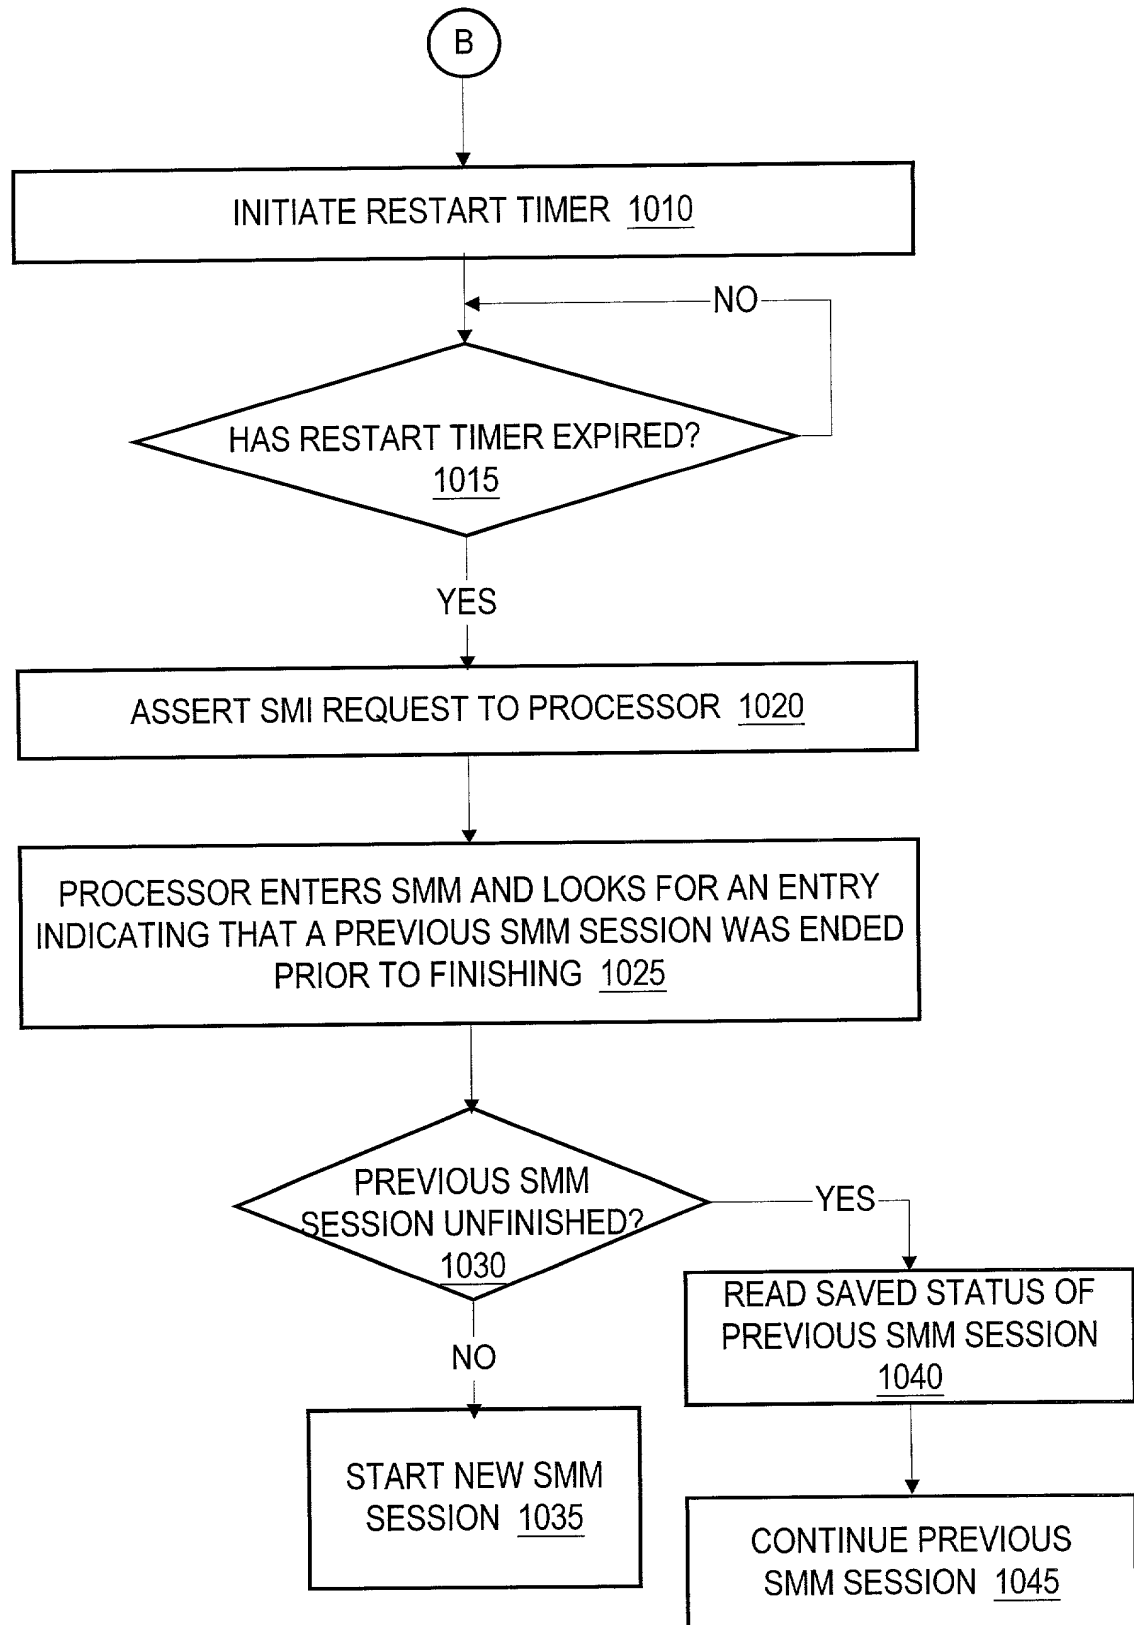 B
INITIATE RESTART TIMER 1010
NO
HAS RESTART TIMER EXPIRED?
1015
YES
ASSERT SMI REQUEST TO PROCESSOR 1020
PROCESSOR ENTERS SMM AND LOOKS FOR AN ENTRY
INDICATING THAT A PREVIOUS SMM SESSION WAS ENDED
PRIOR TO FINISHING 1025
PREVIOUS SMM
SESSION UNFINISHED?
1030
YES
READ SAVED STATUS OF
PREVIOUS SMM SESSION
1040
NO
START NEW SMM
SESSION 1035
CONTINUE PREVIOUS
SMM SESSION 1045